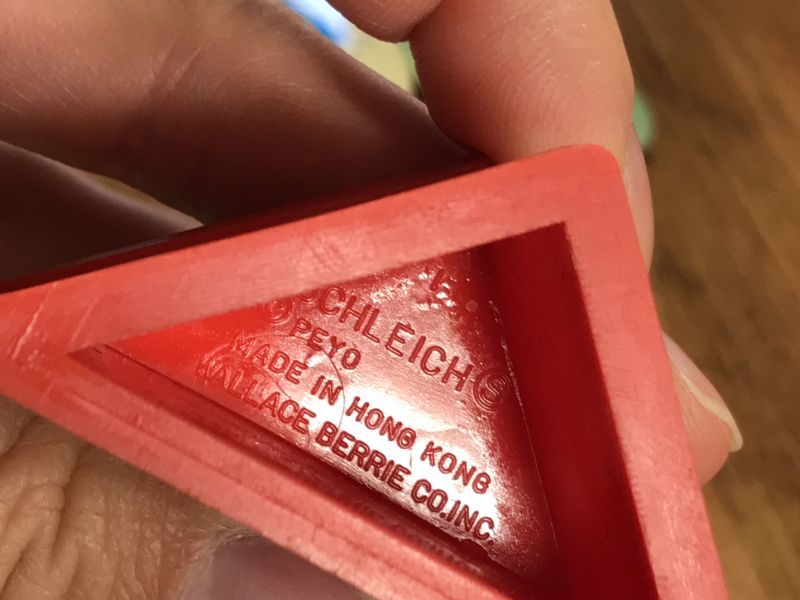 SCHLEICH Ⓢ
PEYO
MADE IN HONG KONG
WALLACE BERRIE CO.INC.